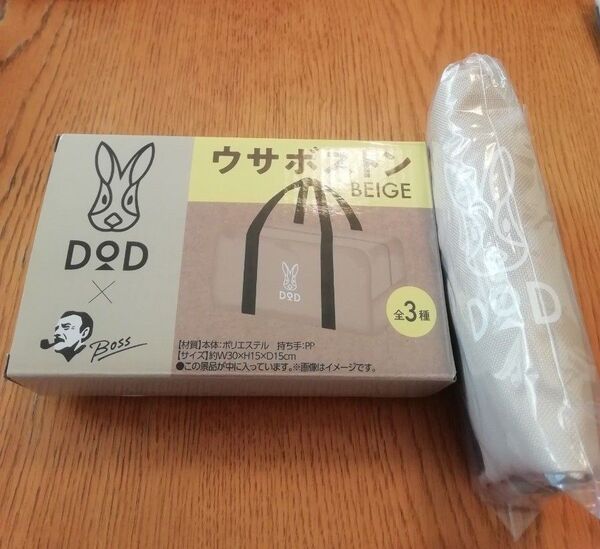 DOD
×
Boss
ウサボストン
BEIGE
DOD
全3種
【材質】本体:ポリエステル 持ち手:PP
【サイズ】約W30×H15×D15cm
●この景品が中に入っています。※画像はイメージです。
DOD